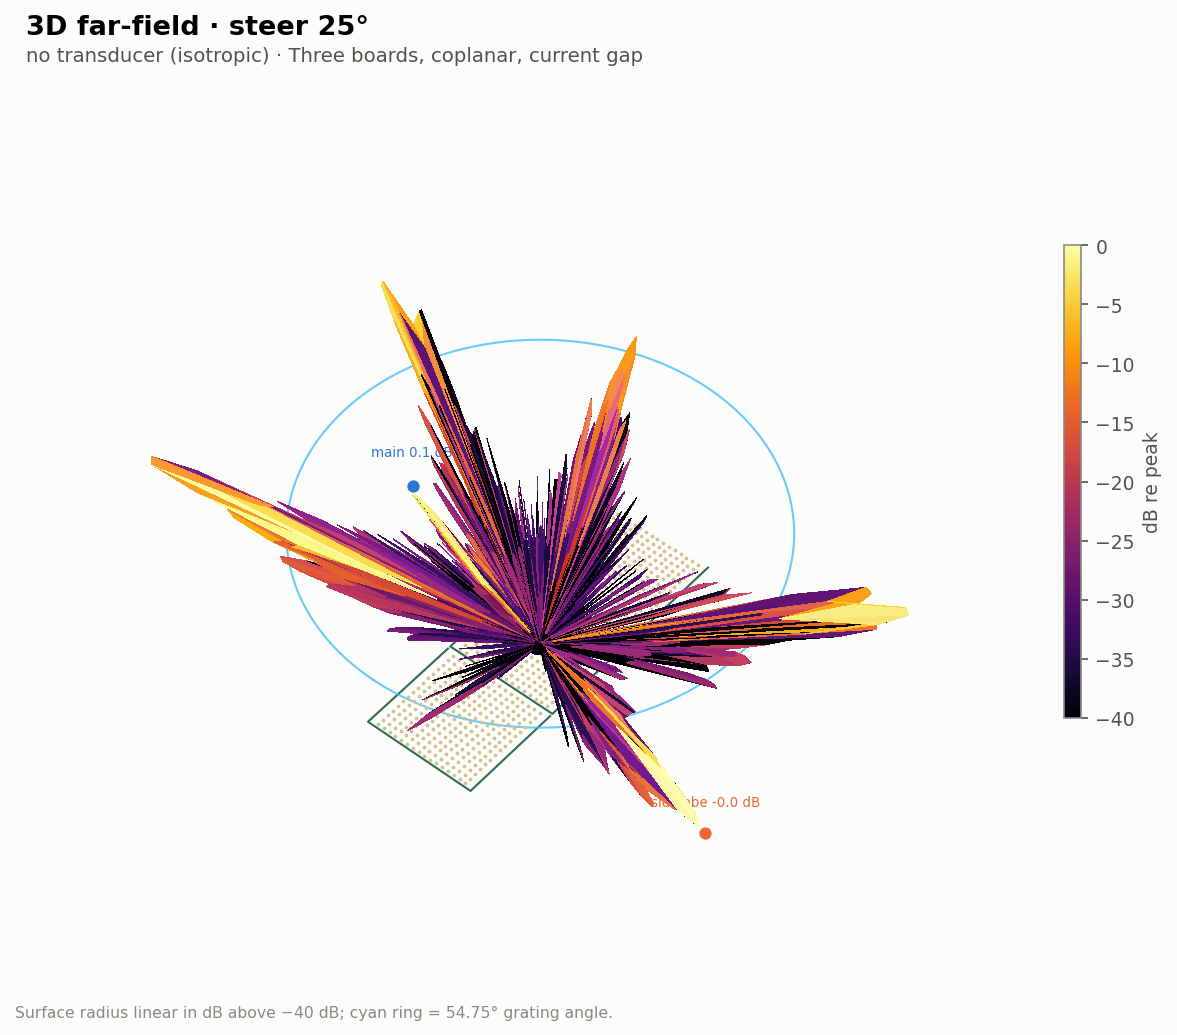 3D far-field · steer 25°
no transducer (isotropic) · Three boards, coplanar, current gap
main 0.1
-0.0 dB
0
−5
−10
−15
−20
−25
−30
−35
−40
dB re peak
Surface radius linear in dB above −40 dB; cyan ring = 54.75° grating angle.